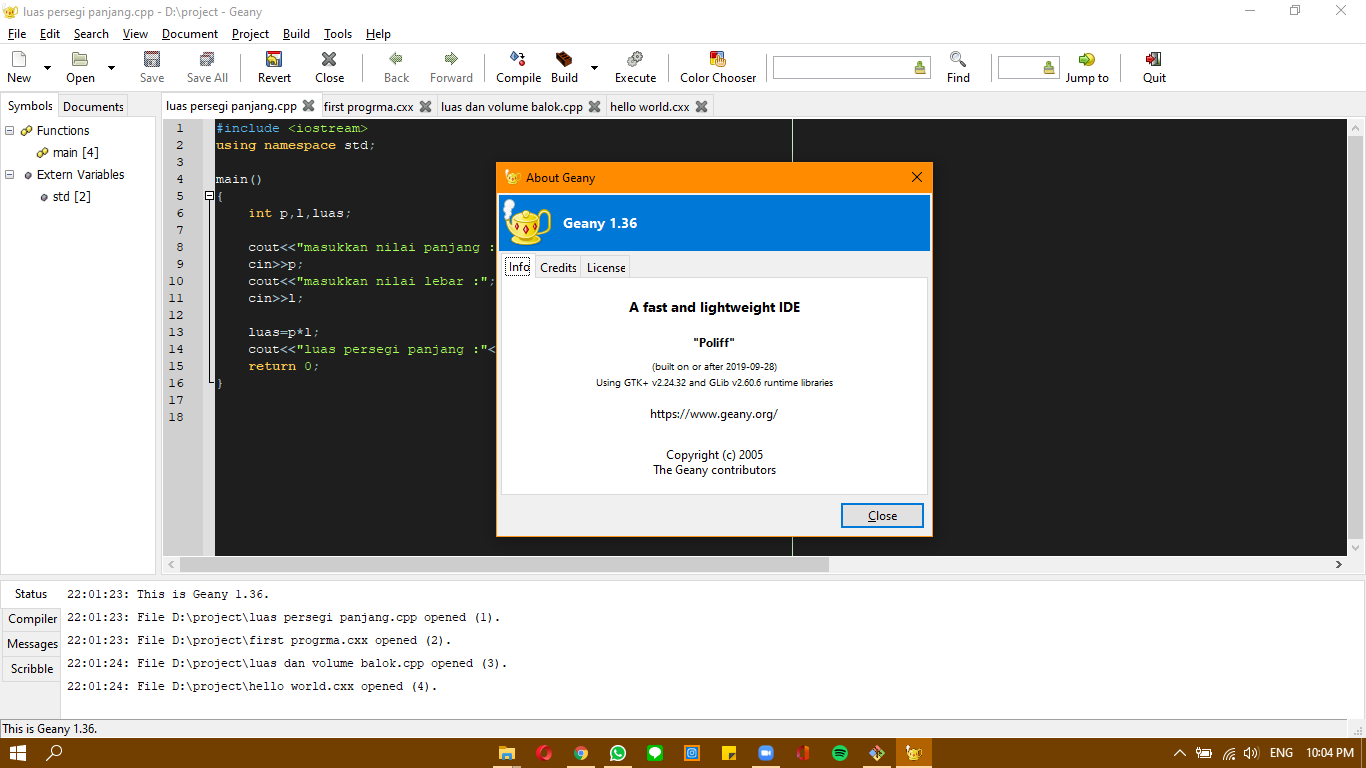 luas persegi panjang.cpp - D:\project - Geany
File Edit Search View Document Project Build Tools Help
New Open Save Save All Revert Close Back Forward Compile Build Execute Color Chooser Find Jump to Quit
Symbols Documents
luas persegi panjang.cpp first progrma.cxx luas dan volume balok.cpp hello world.cxx
Functions
main [4]
Extern Variables
std [2]
1 #include <iostream>
2 using namespace std;
3
4 main()
5 {
6 int p,l,luas;
7
8 cout<<"masukkan nilai panjang :
9 cin>>p;
10 cout<<"masukkan nilai lebar :";
11 cin>>l;
12
13 luas=p*l;
14 cout<<"luas persegi panjang :"<
15 return 0;
16 }
17
18
About Geany
Geany 1.36
Info Credits License
A fast and lightweight IDE
"Poliff"
(built on or after 2019-09-28)
Using GTK+ v2.24.32 and GLib v2.60.6 runtime libraries
https://www.geany.org/
Copyright (c) 2005
The Geany contributors
Close
Status
Compiler
Messages
Scribble
22:01:23: This is Geany 1.36.
22:01:23: File D:\project\luas persegi panjang.cpp opened (1).
22:01:23: File D:\project\first progrma.cxx opened (2).
22:01:24: File D:\project\luas dan volume balok.cpp opened (3).
22:01:24: File D:\project\hello world.cxx opened (4).
This is Geany 1.36.
ENG 10:04 PM